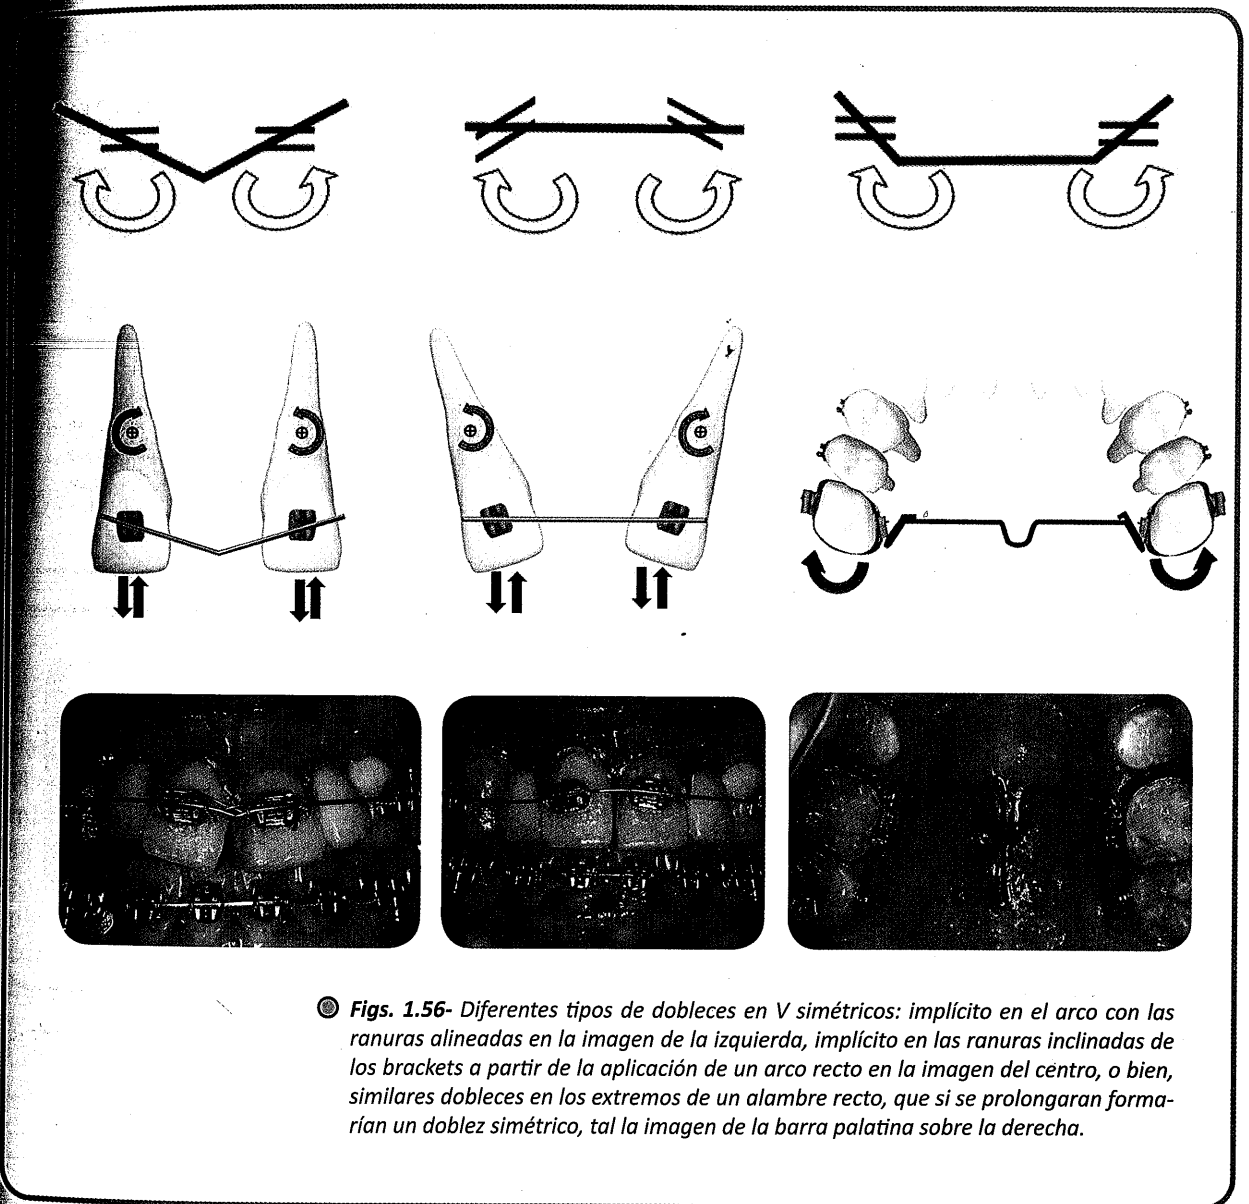 Figs. 1.56- Diferentes tipos de dobleces en V simétricos: implícito en el arco con las
ranuras alineadas en la imagen de la izquierda, implícito en las ranuras inclinadas de
los brackets a partir de la aplicación de un arco recto en la imagen del centro, o bien,
similares dobleces en los extremos de un alambre recto, que si se prolongaran forma-
rían un doblez simétrico, tal la imagen de la barra palatina sobre la derecha.